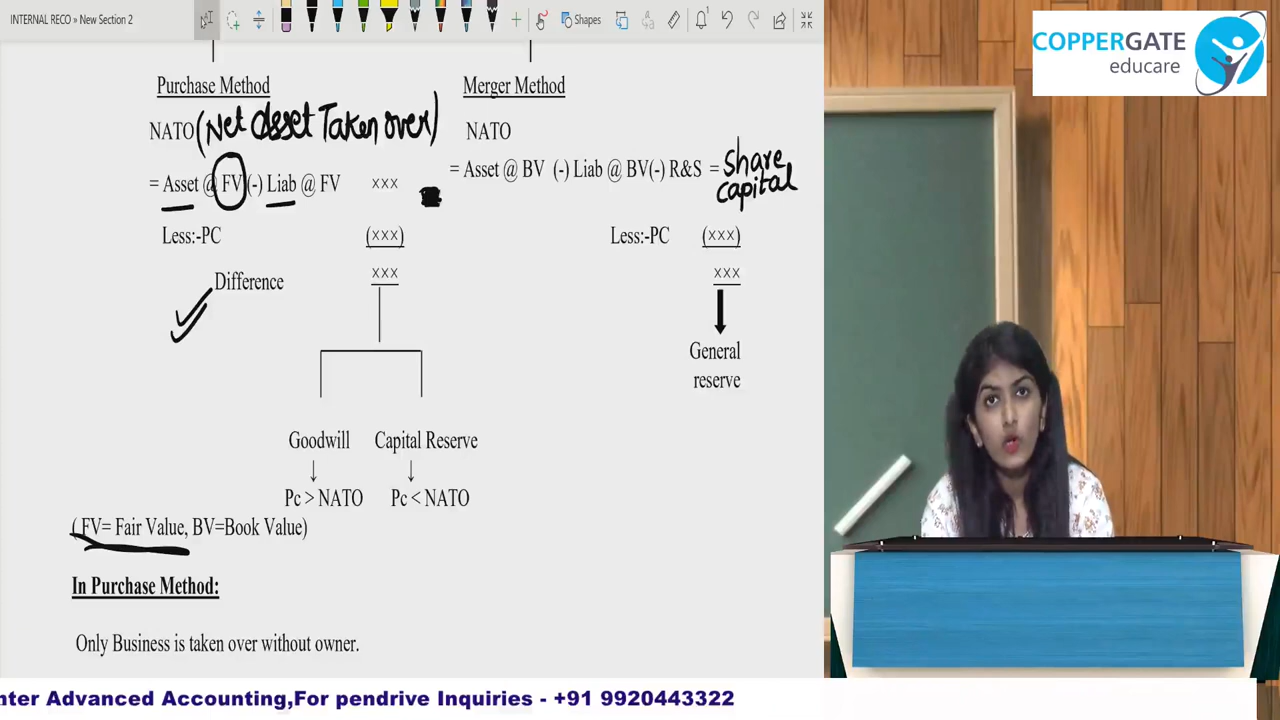 INTERNAL RECO » New Section 2
Shapes
COPPERGATE
educare
Purchase Method
Merger Method
NATO (Net Asset Taken over)
NATO
= Asset @ FV (-) Liab @ FV xxx
= Asset @ BV (-) Liab @ BV(-) R&S = share capital
Less:-PC (xxx)
Less:-PC (xxx)
Difference xxx
xxx
General
reserve
Goodwill Capital Reserve
↓ ↓
Pc > NATO Pc < NATO
( FV= Fair Value, BV=Book Value)
In Purchase Method:
Only Business is taken over without owner.
nter Advanced Accounting,For pendrive Inquiries - +91 9920443322